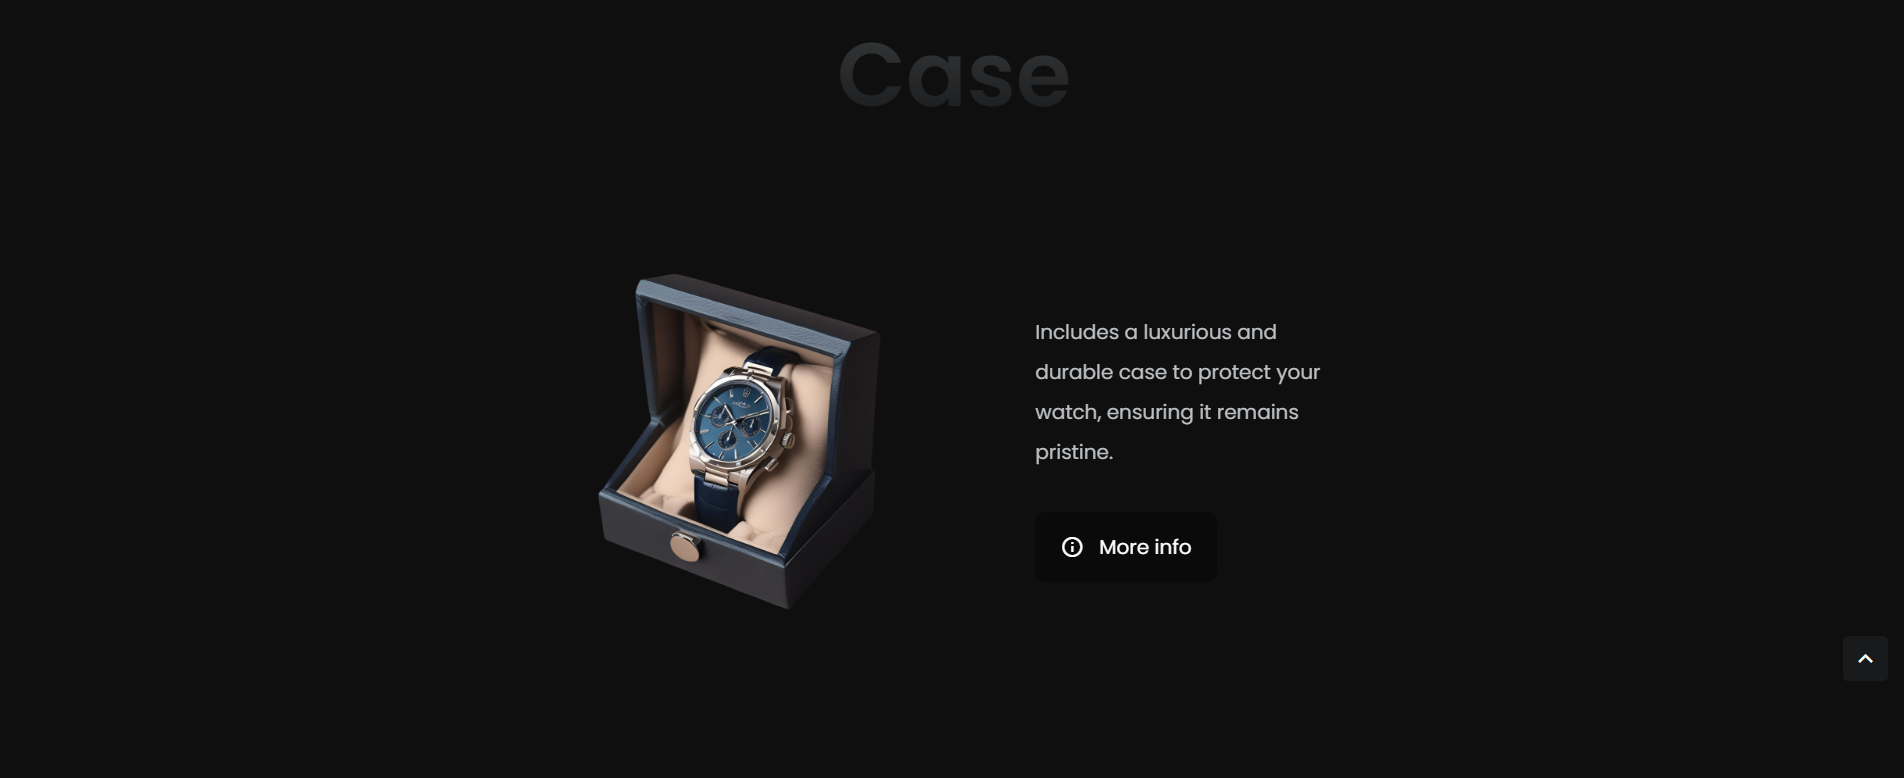 Case
Includes a luxurious and
durable case to protect your
watch, ensuring it remains
pristine.
More info